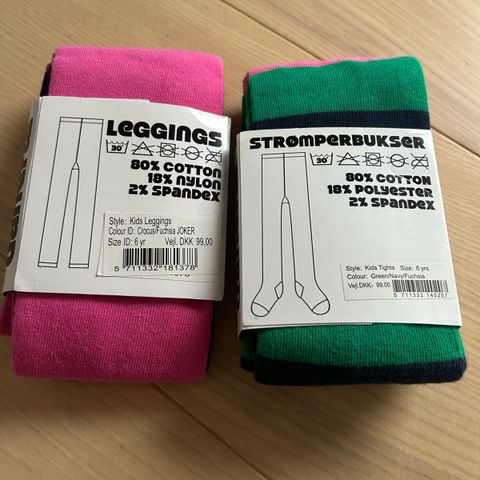 LEGGINGS
30°
80% COTTON
18% NYLON
2% SPANDEX
Style: Kids Leggings
Colour ID: Crocus/Fuchsia JOKER
Size ID: 6 yr Vejl. DKK 99,00
5 711332 181378
STRØMPERBUKSER
30°
80% COTTON
18% POLYESTER
2% SPANDEX
Style: Kids Tights Size: 6 yrs
Colour: Green/Navy/Fuchsia
Vejl.DKK: 99.00
5 711332 140207